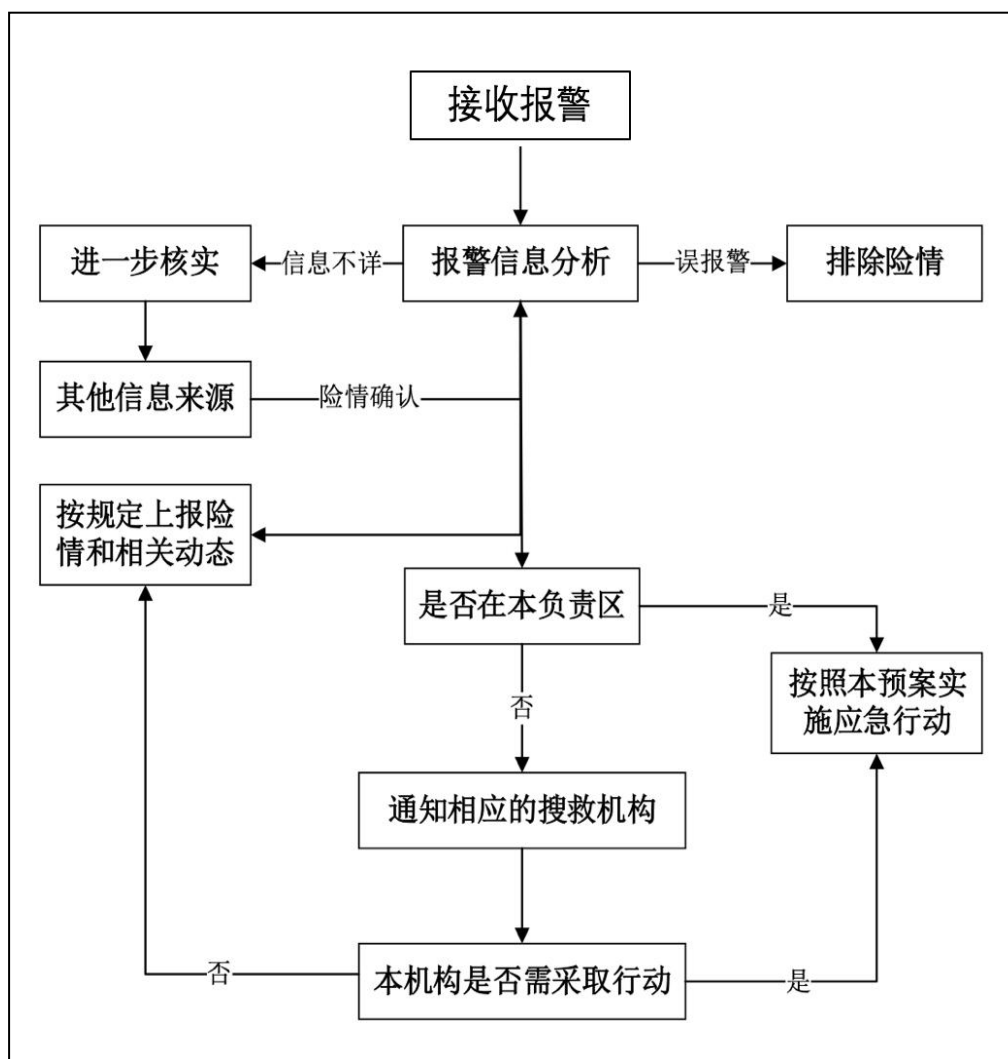 接收报警
进一步核实
信息不详
报警信息分析
误报警
排除险情
其他信息来源
险情确认
按规定上报险
情和相关动态
是否在本负责区
是
按照本预案实
施应急行动
否
通知相应的搜救机构
否
本机构是否需采取行动
是